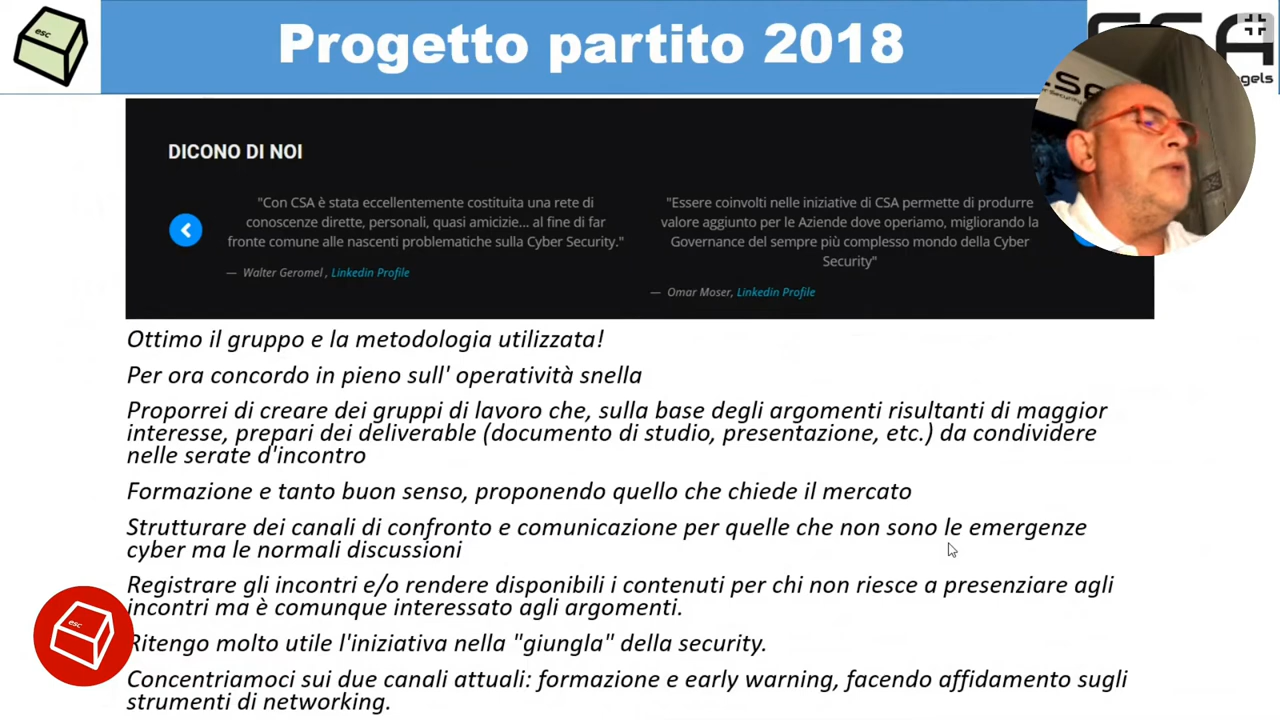 esc
Progetto partito 2018
CSA
ngels
DICONO DI NOI
"Con CSA è stata eccellentemente costituita una rete di
conoscenze dirette, personali, quasi amicizie... al fine di far
fronte comune alle nascenti problematiche sulla Cyber Security."
— Walter Geromel , Linkedin Profile
"Essere coinvolti nelle iniziative di CSA permette di produrre
valore aggiunto per le Aziende dove operiamo, migliorando la
Governance del sempre più complesso mondo della Cyber
Security"
— Omar Moser, Linkedin Profile
Ottimo il gruppo e la metodologia utilizzata!
Per ora concordo in pieno sull' operatività snella
Proporrei di creare dei gruppi di lavoro che, sulla base degli argomenti risultanti di maggior
interesse, prepari dei deliverable (documento di studio, presentazione, etc.) da condividere
nelle serate d'incontro
Formazione e tanto buon senso, proponendo quello che chiede il mercato
Strutturare dei canali di confronto e comunicazione per quelle che non sono le emergenze
cyber ma le normali discussioni
Registrare gli incontri e/o rendere disponibili i contenuti per chi non riesce a presenziare agli
incontri ma è comunque interessato agli argomenti.
esc
Ritengo molto utile l'iniziativa nella "giungla" della security.
Concentriamoci sui due canali attuali: formazione e early warning, facendo affidamento sugli
strumenti di networking.